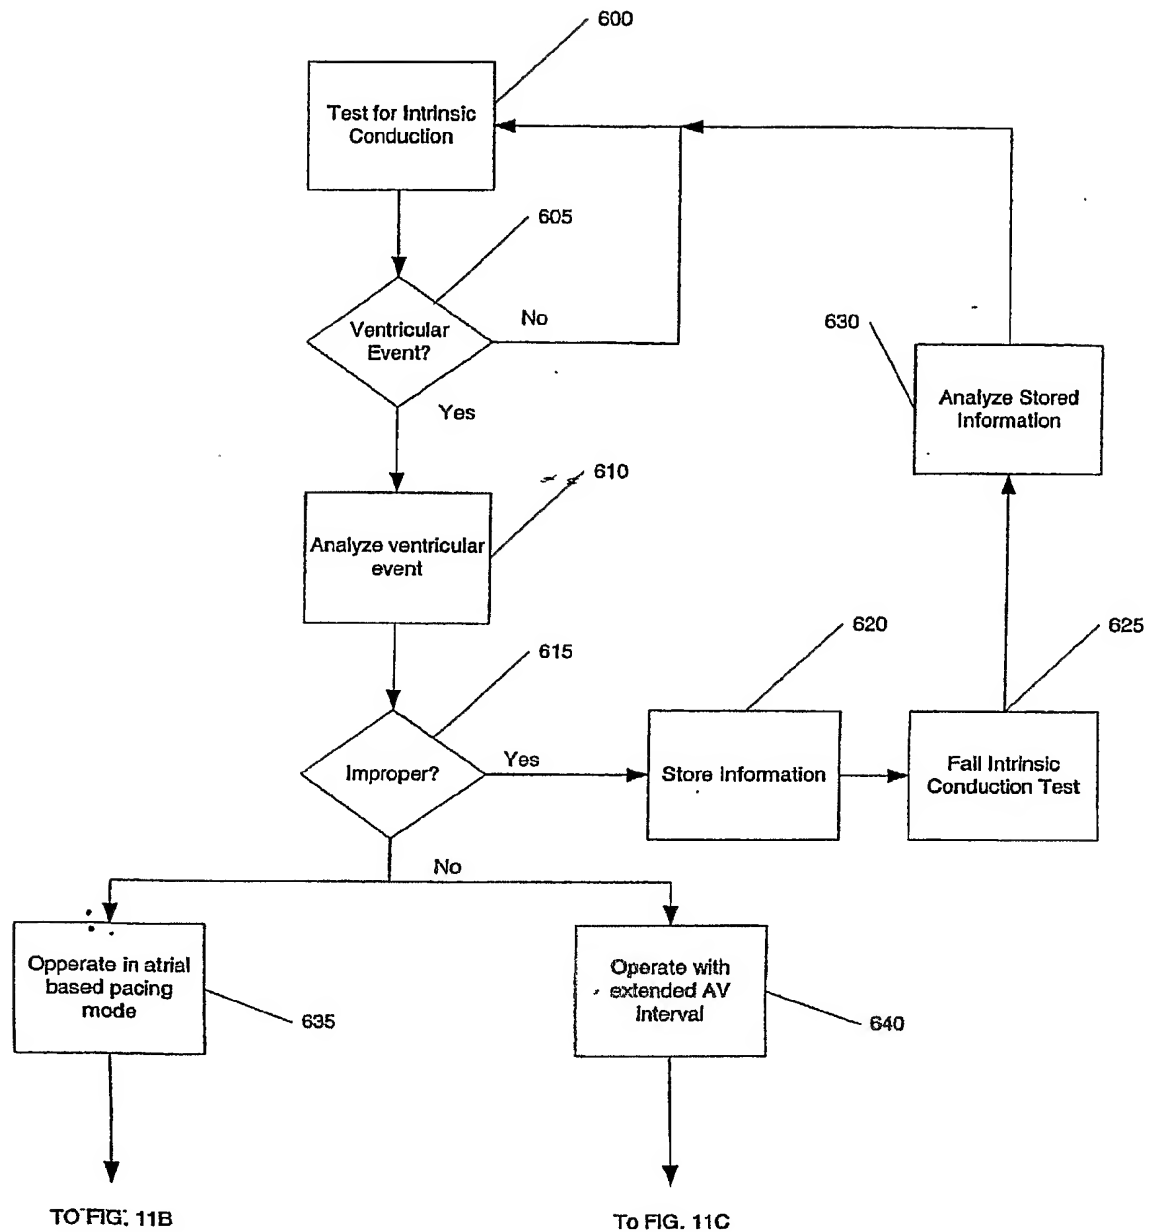 600
Test for Intrinsic
Conduction
605
Ventricular
Event?
No
Yes
630
Analyze Stored
Information
610
Analyze ventricular
event
615
Improper?
Yes
620
Store Information
625
Fail Intrinsic
Conduction Test
No
Opperate in atrial
based pacing
mode
635
Operate with
extended AV
Interval
640
TO FIG. 11B
To FIG. 11C